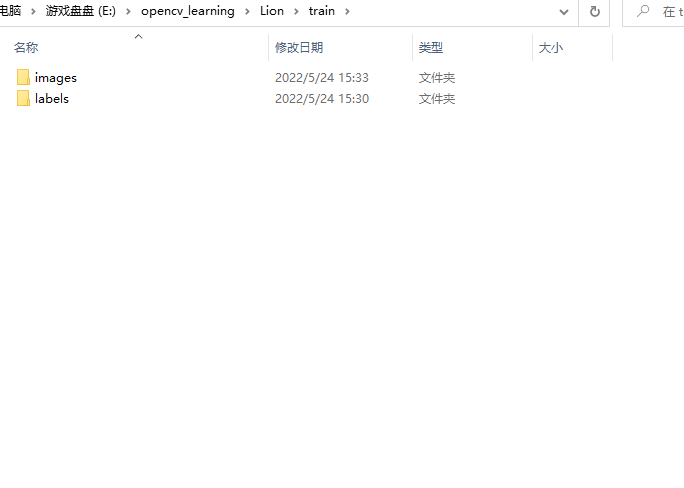 电脑 › 游戏盘盘 (E:) › opencv_learning › Lion › train › 在 t
名称 修改日期 类型 大小
images 2022/5/24 15:33 文件夹
labels 2022/5/24 15:30 文件夹